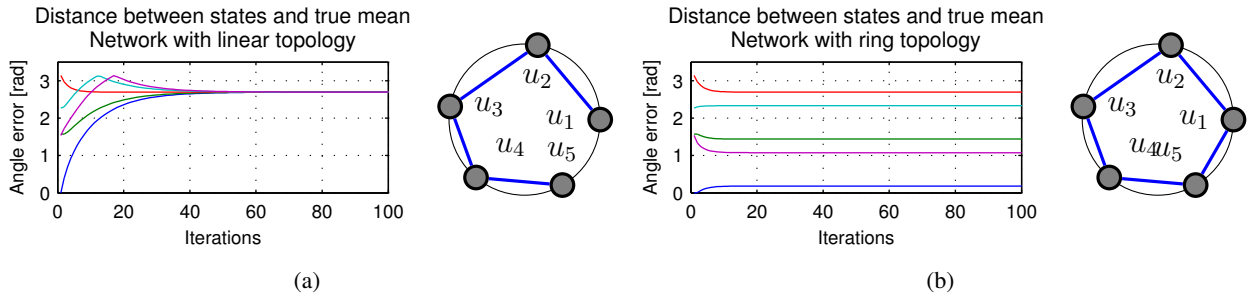 Distance between states and true mean
Network with linear topology
Angle error [rad]
3
2
1
0
0 20 40 60 80 100
Iterations
u2
u3
u1
u4
u5
(a)
Distance between states and true mean
Network with ring topology
Angle error [rad]
3
2
1
0
0 20 40 60 80 100
Iterations
u2
u3
u1
u4
u5
(b)